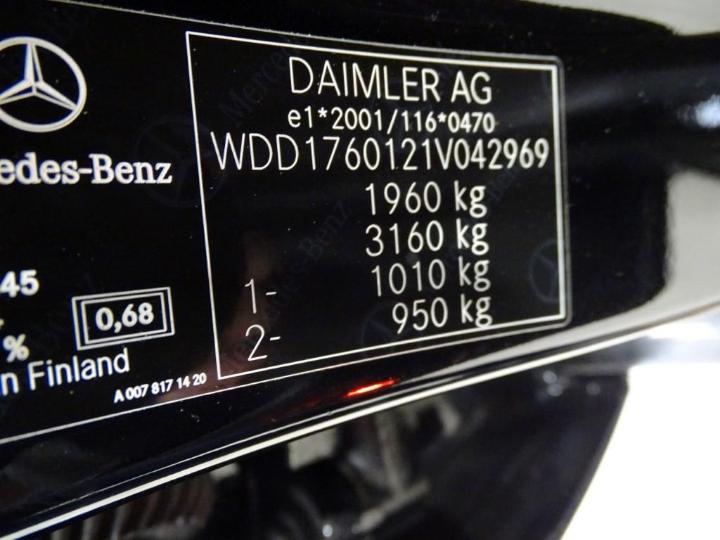 DAIMLER AG
e1*2001/116*0470
WDD1760121V042969
1960 kg
3160 kg
1- 1010 kg
2- 950 kg
edes-Benz
45
0,68
%
n Finland
A 007 817 14 20